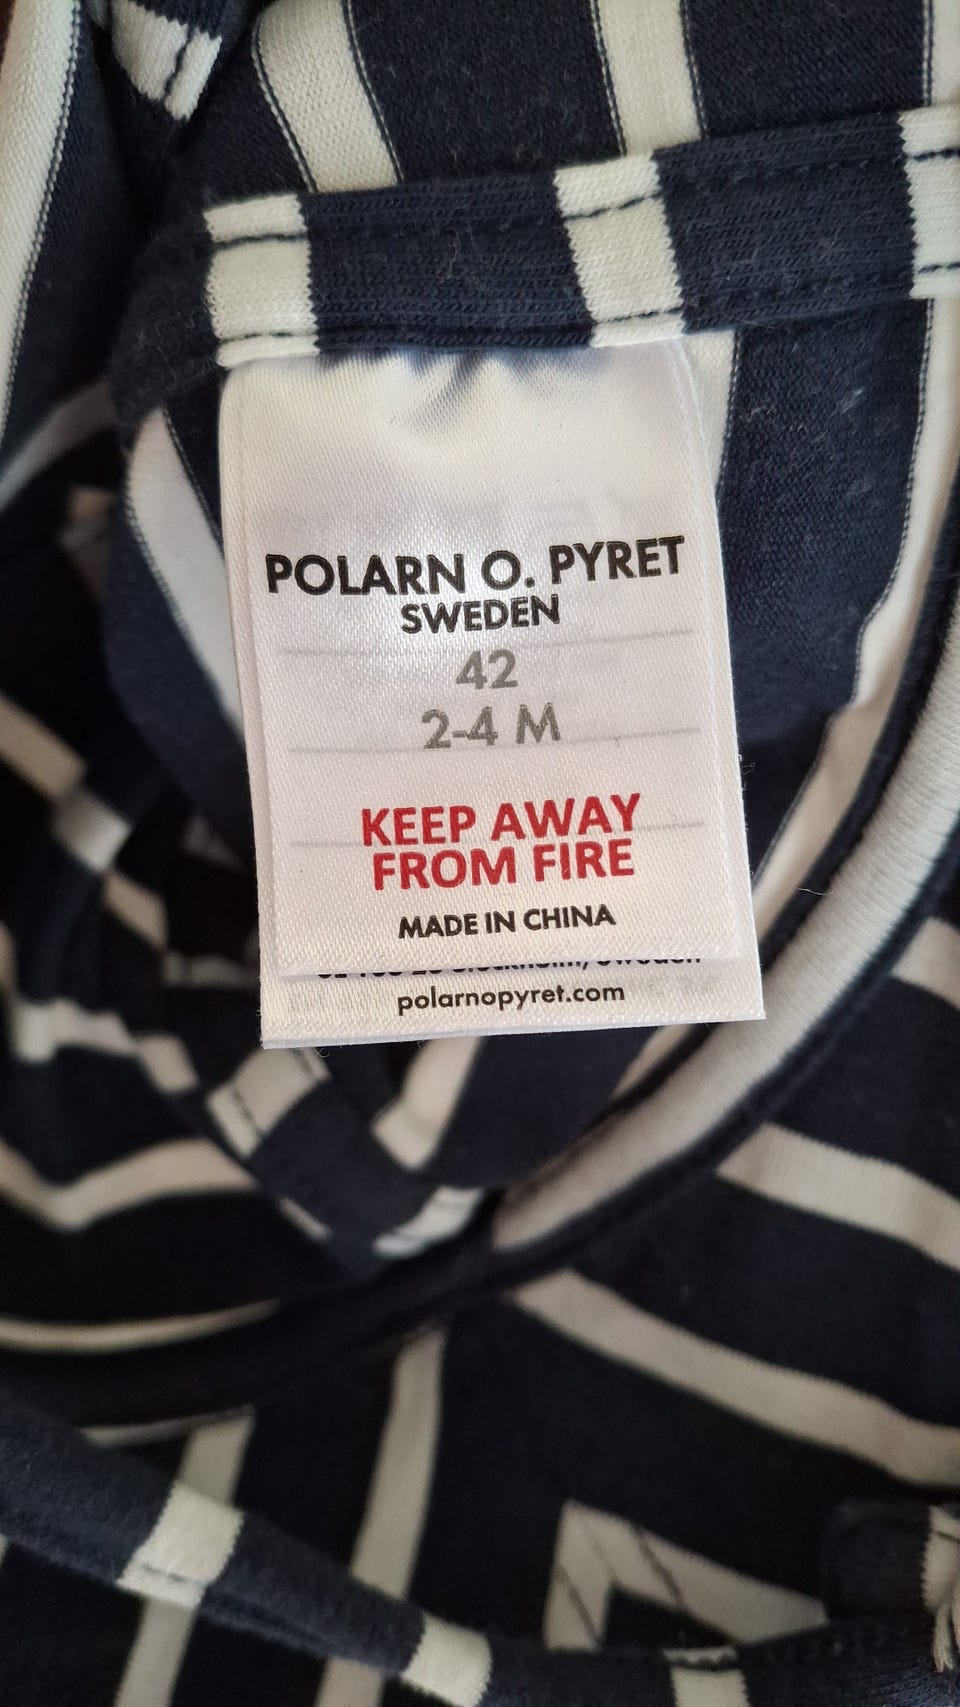 POLARN O. PYRET
SWEDEN
42
2-4 M
KEEP AWAY
FROM FIRE
MADE IN CHINA
polarnopyret.com